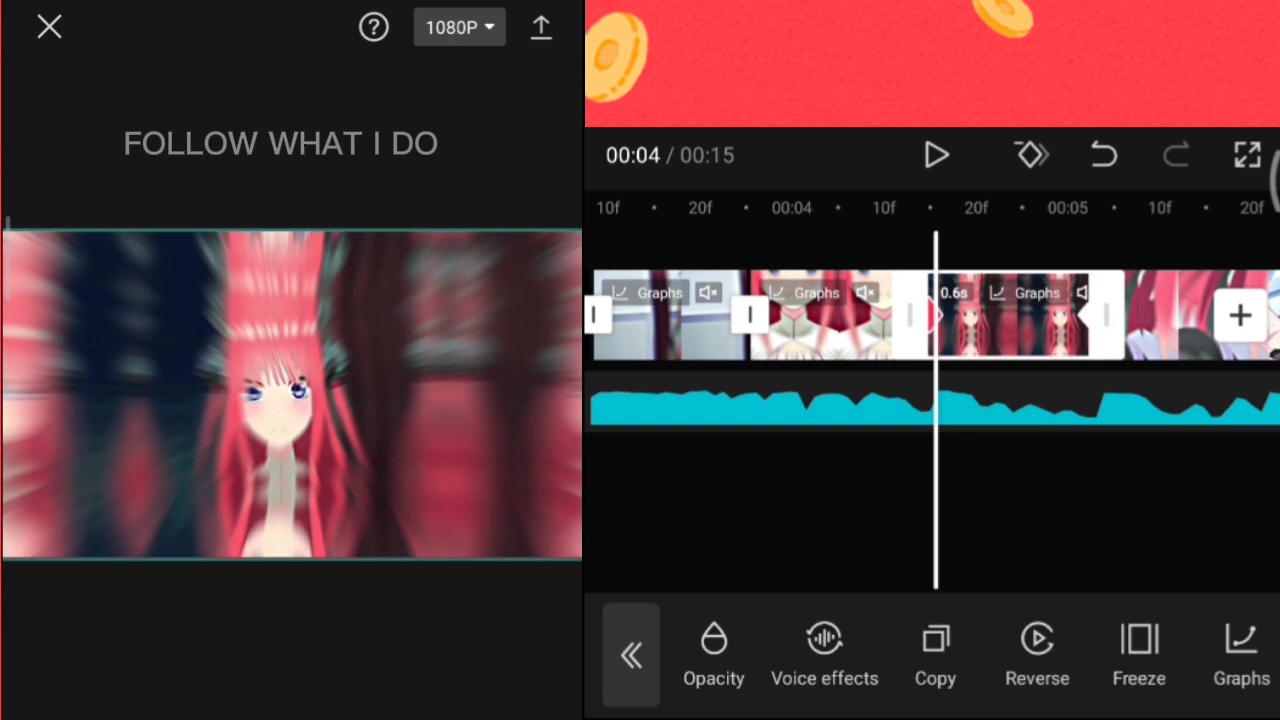 1080P
FOLLOW WHAT I DO
00:04 / 00:15
10f 20f 00:04 10f 20f 00:05 10f 20f
Graphs Graphs 0.6s Graphs
Opacity Voice effects Copy Reverse Freeze Graphs